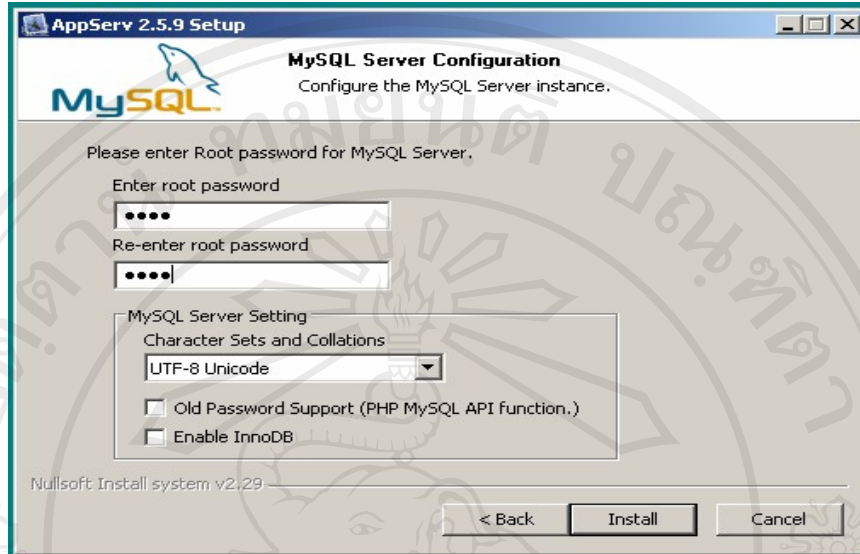 AppServ 2.5.9 Setup
MySQL
MySQL Server Configuration
Configure the MySQL Server instance.
Please enter Root password for MySQL Server.
Enter root password
••••
Re-enter root password
••••
MySQL Server Setting
Character Sets and Collations
UTF-8 Unicode
Old Password Support (PHP MySQL API function.)
Enable InnoDB
Nullsoft Install system v2.29
< Back Install Cancel